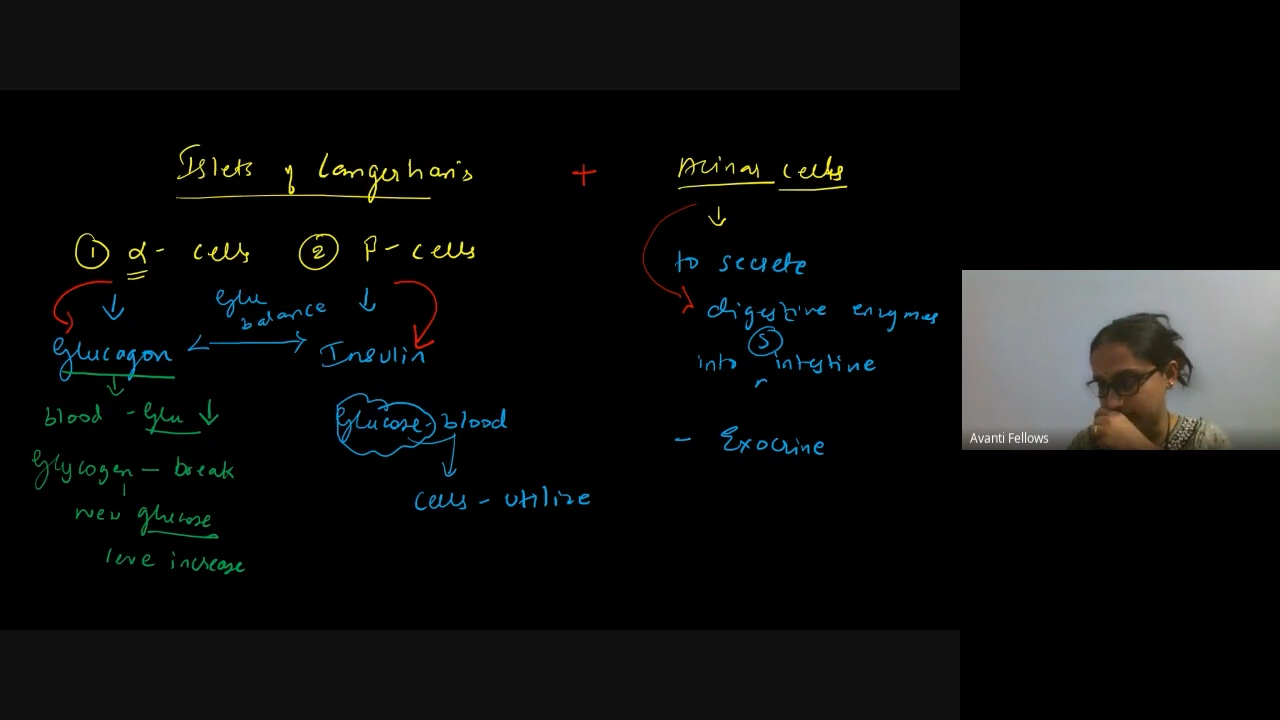 Islets of Langerhans + Acinar cells
① α- cells ② β- cells
to secrete
Glu balance
digestive enzymes
Glucagon Insulin
into Ⓢ intestine
blood - Glu ↓
Glucose- blood
Exocrine
Glycogen - break
cells - utilize
new glucose
leve increase
Avanti Fellows